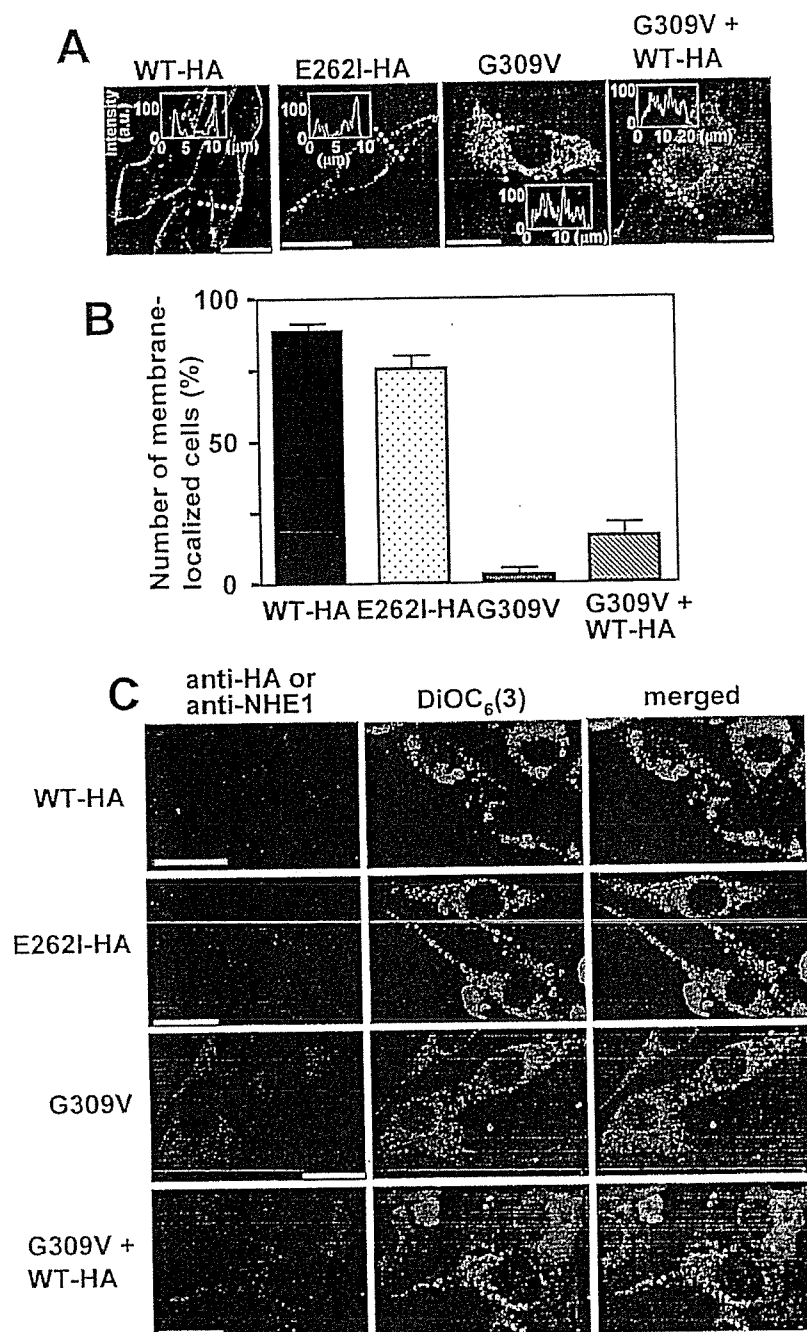 A
WT-HA
E262I-HA
G309V
G309V +
WT-HA
Intensity
(a.u.)
100
0
0 5 10 (μm)
100
0
0 5 10
(μm)
100
0
0 10 (μm)
100
0
0 10 20 (μm)
B
Number of membrane-
localized cells (%)
100
50
0
WT-HA
E262I-HA
G309V
G309V +
WT-HA
C
anti-HA or
anti-NHE1
DiOC₆(3)
merged
WT-HA
E262I-HA
G309V
G309V +
WT-HA